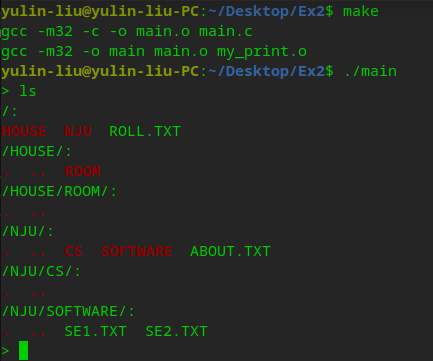 yulin-liu@yulin-liu-PC:~/Desktop/Ex2$ make
gcc -m32 -c -o main.o main.c
gcc -m32 -o main main.o my_print.o
yulin-liu@yulin-liu-PC:~/Desktop/Ex2$ ./main
> ls
/:
HOUSE  NJU  ROLL.TXT
/HOUSE/:
.  ..  ROOM
/HOUSE/ROOM/:
.  ..
/NJU/:
.  ..  CS  SOFTWARE  ABOUT.TXT
/NJU/CS/:
.  ..
/NJU/SOFTWARE/:
.  ..  SE1.TXT  SE2.TXT
>